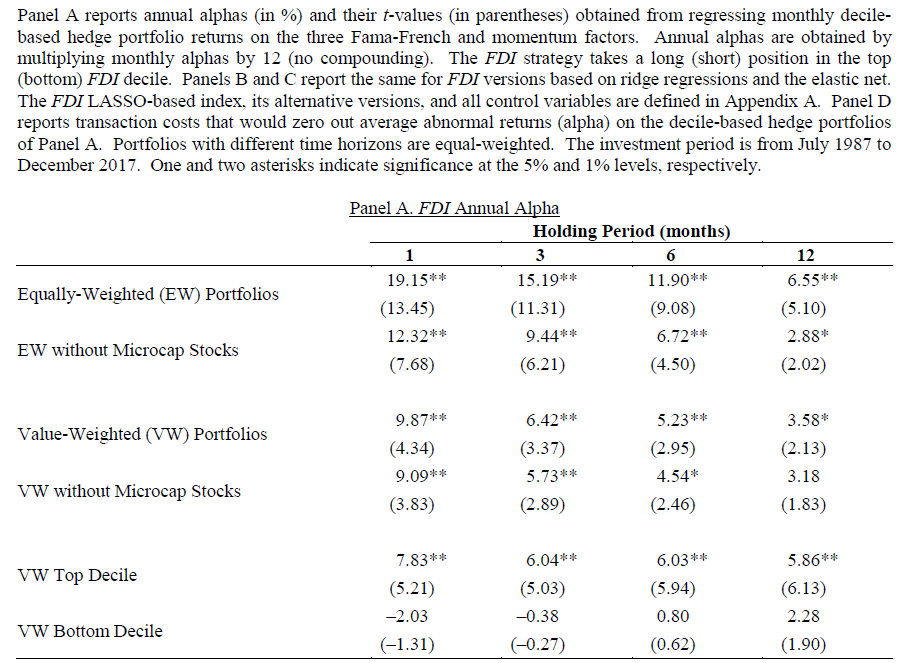 Panel A reports annual alphas (in %) and their t-values (in parentheses) obtained from regressing monthly decile-
based hedge portfolio returns on the three Fama-French and momentum factors. Annual alphas are obtained by
multiplying monthly alphas by 12 (no compounding). The FDI strategy takes a long (short) position in the top
(bottom) FDI decile. Panels B and C report the same for FDI versions based on ridge regressions and the elastic net.
The FDI LASSO-based index, its alternative versions, and all control variables are defined in Appendix A. Panel D
reports transaction costs that would zero out average abnormal returns (alpha) on the decile-based hedge portfolios
of Panel A. Portfolios with different time horizons are equal-weighted. The investment period is from July 1987 to
December 2017. One and two asterisks indicate significance at the 5% and 1% levels, respectively.
Panel A. FDI Annual Alpha
Holding Period (months)
1 3 6 12
Equally-Weighted (EW) Portfolios 19.15** 15.19** 11.90** 6.55**
(13.45) (11.31) (9.08) (5.10)
EW without Microcap Stocks 12.32** 9.44** 6.72** 2.88*
(7.68) (6.21) (4.50) (2.02)
Value-Weighted (VW) Portfolios 9.87** 6.42** 5.23** 3.58*
(4.34) (3.37) (2.95) (2.13)
VW without Microcap Stocks 9.09** 5.73** 4.54* 3.18
(3.83) (2.89) (2.46) (1.83)
VW Top Decile 7.83** 6.04** 6.03** 5.86**
(5.21) (5.03) (5.94) (6.13)
VW Bottom Decile –2.03 –0.38 0.80 2.28
(–1.31) (–0.27) (0.62) (1.90)